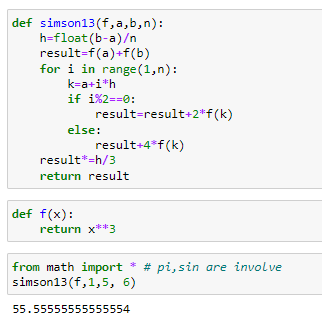 def simson13(f,a,b,n):
    h=float(b-a)/n
    result=f(a)+f(b)
    for i in range(1,n):
        k=a+i*h
        if i%2==0:
            result=result+2*f(k)
        else:
            result+4*f(k)
    result*=h/3
    return result
def f(x):
    return x**3
from math import * # pi,sin are involve
simson13(f,1,5, 6)
55.55555555555554